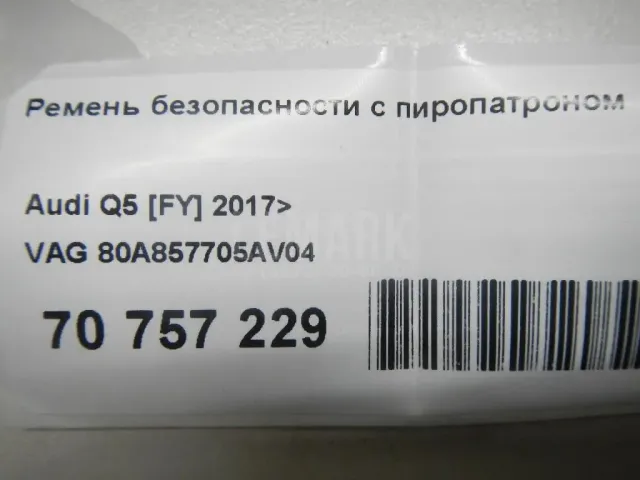 Ремень безопасности с пиропатроном
Audi Q5 [FY] 2017>
VAG 80A857705AV04
70 757 229